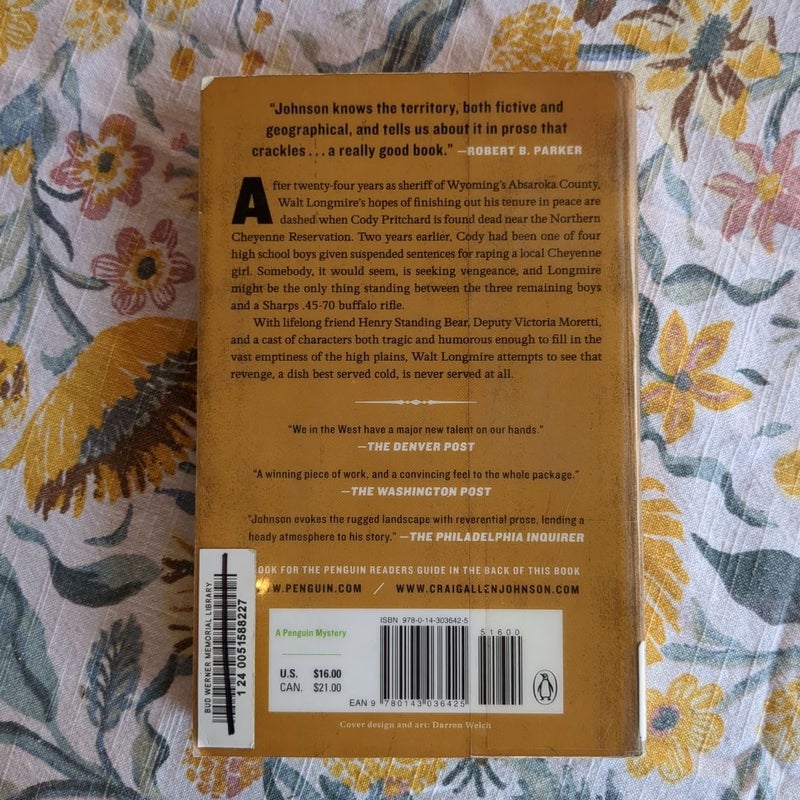 “Johnson knows the territory, both fictive and
geographical, and tells us about it in prose that
crackles . . . a really good book.” —ROBERT B. PARKER
After twenty-four years as sheriff of Wyoming’s Absaroka County,
Walt Longmire’s hopes of finishing out his tenure in peace are
dashed when Cody Pritchard is found dead near the Northern
Cheyenne Reservation. Two years earlier, Cody had been one of four
high school boys given suspended sentences for raping a local Cheyenne
girl. Somebody, it would seem, is seeking vengeance, and Longmire
might be the only thing standing between the three remaining boys
and a Sharps .45-70 buffalo rifle.
With lifelong friend Henry Standing Bear, Deputy Victoria Moretti,
and a cast of characters both tragic and humorous enough to fill in the
vast emptiness of the high plains, Walt Longmire attempts to see that
revenge, a dish best served cold, is never served at all.
“We in the West have a major new talent on our hands.”
—THE DENVER POST
“A winning piece of work, and a convincing feel to the whole package.”
—THE WASHINGTON POST
“Johnson evokes the rugged landscape with reverential prose, lending a
heady atmosphere to his story.” —THE PHILADELPHIA INQUIRER
OOK FOR THE PENGUIN READERS GUIDE IN THE BACK OF THIS BOOK
W.PENGUIN.COM / WWW.CRAIGALLENJOHNSON.COM
BUD WERNER MEMORIAL LIBRARY
1 24 0051588227
A Penguin Mystery
U.S. $16.00
CAN. $21.00
ISBN 978-0-14-303642-5
51600
EAN 9 780143 036425
Cover design and art: Darren Welch